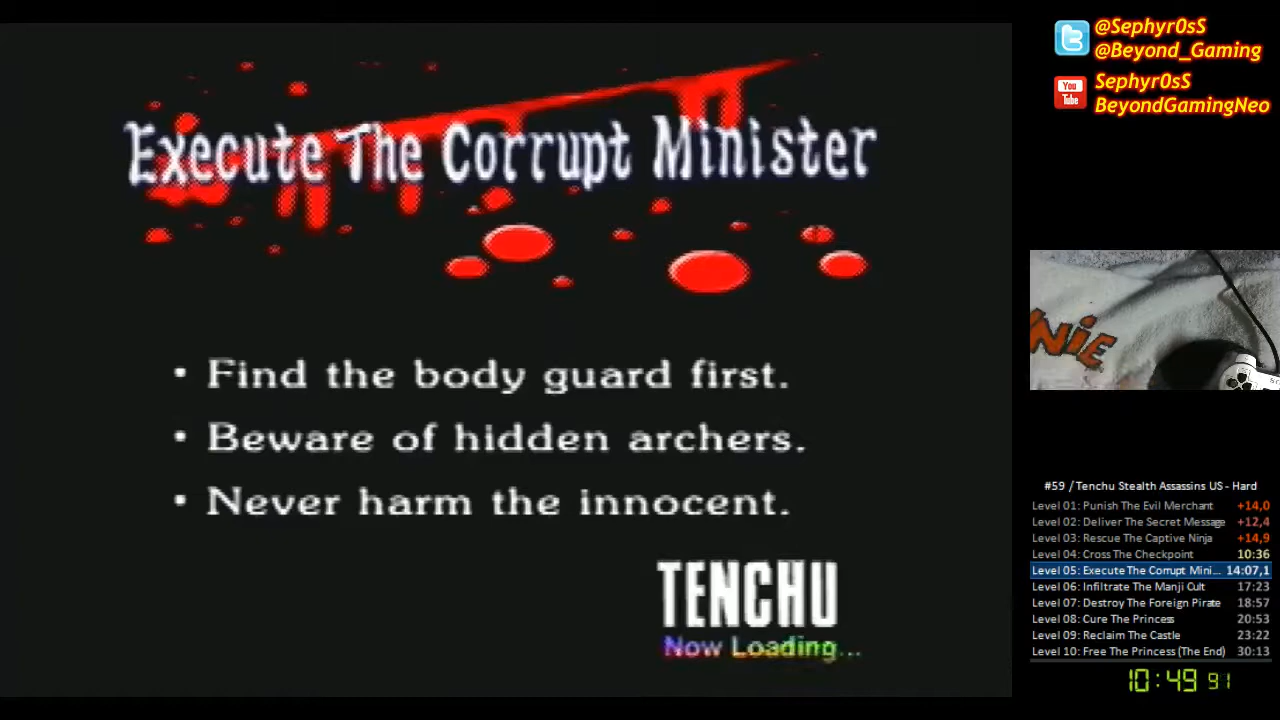 @Sephyr0sS
@Beyond_Gaming
You
Tube
Sephyr0sS
BeyondGamingNeo
Execute The Corrupt Minister
• Find the body guard first.
• Beware of hidden archers.
• Never harm the innocent.
TENCHU
Now Loading...
NIE
#59 / Tenchu Stealth Assassins US - Hard
Level 01: Punish The Evil Merchant +14,0
Level 02: Deliver The Secret Message +12,4
Level 03: Rescue The Captive Ninja +14,9
Level 04: Cross The Checkpoint 10:36
Level 05: Execute The Corrupt Mini... 14:07,1
Level 06: Infiltrate The Manji Cult 17:23
Level 07: Destroy The Foreign Pirate 18:57
Level 08: Cure The Princess 20:53
Level 09: Reclaim The Castle 23:22
Level 10: Free The Princess (The End) 30:13
10:49 91